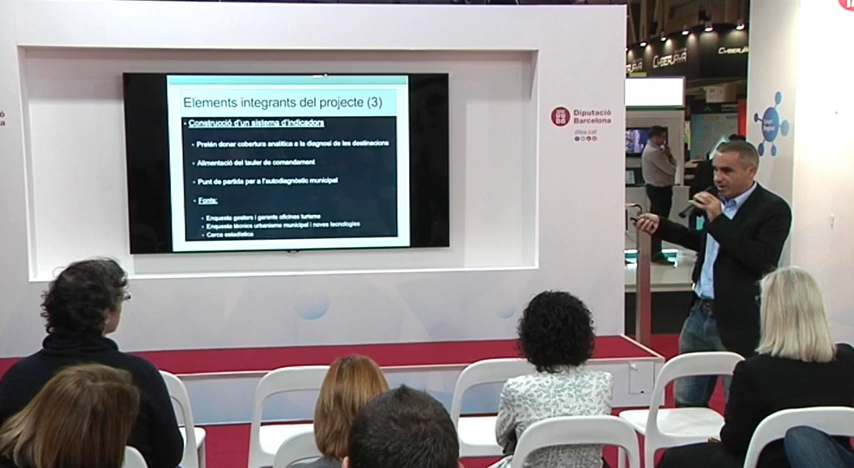 Elements integrants del projecte (3)
Construcció d'un sistema d'indicadors
Pretén donar cobertura analítica a la diagnosi de les destinacions
Alimentació del tauler de comandament
Punt de partida per a l'autodiagnòstic municipal
Fonts:
Enquesta gestors i gerents oficines turisme
Enquesta tècnics urbanisme municipal i noves tecnologies
Cerca estadística
Diputació
Barcelona
diba.cat